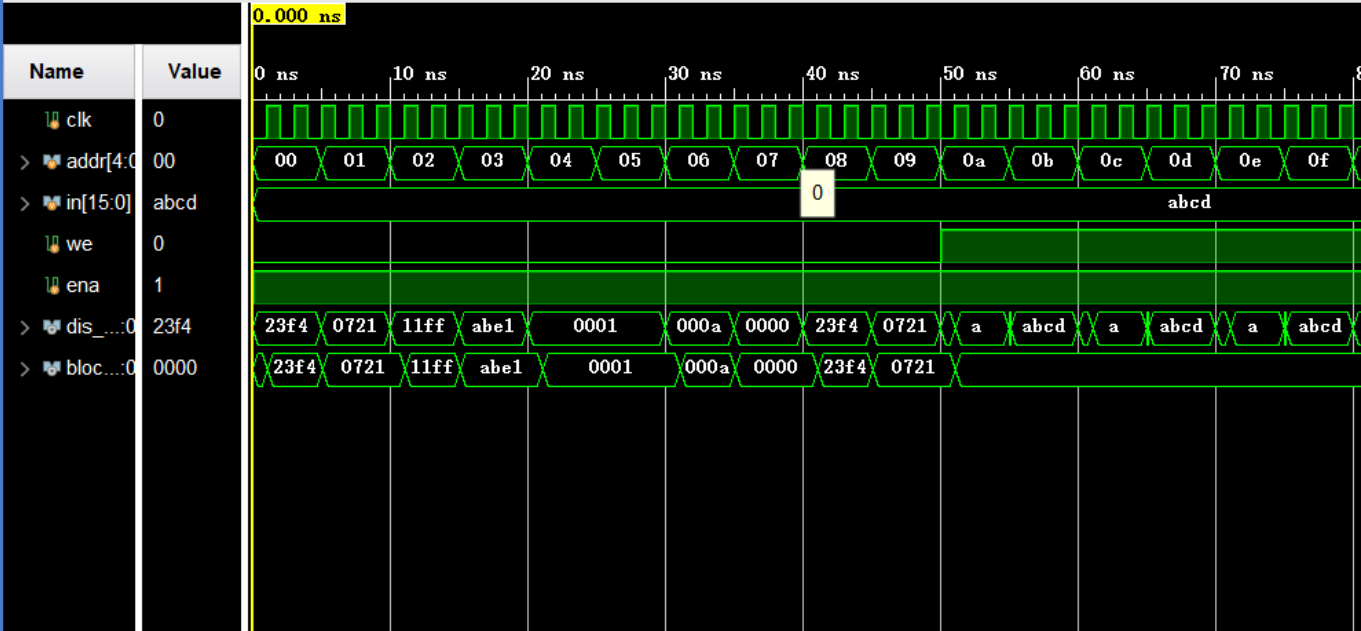 0.000 ns
Name Value 0 ns 10 ns 20 ns 30 ns 40 ns 50 ns 60 ns 70 ns 8
clk 0
addr[4:0 00 00 01 02 03 04 05 06 07 08 09 0a 0b 0c 0d 0e 0f
in[15:0] abcd 0 abcd
we 0
ena 1
dis_...:0 23f4 23f4 0721 11ff abe1 0001 000a 0000 23f4 0721 a abcd a abcd a abcd
bloc...:0 0000 23f4 0721 11ff abe1 0001 000a 0000 23f4 0721